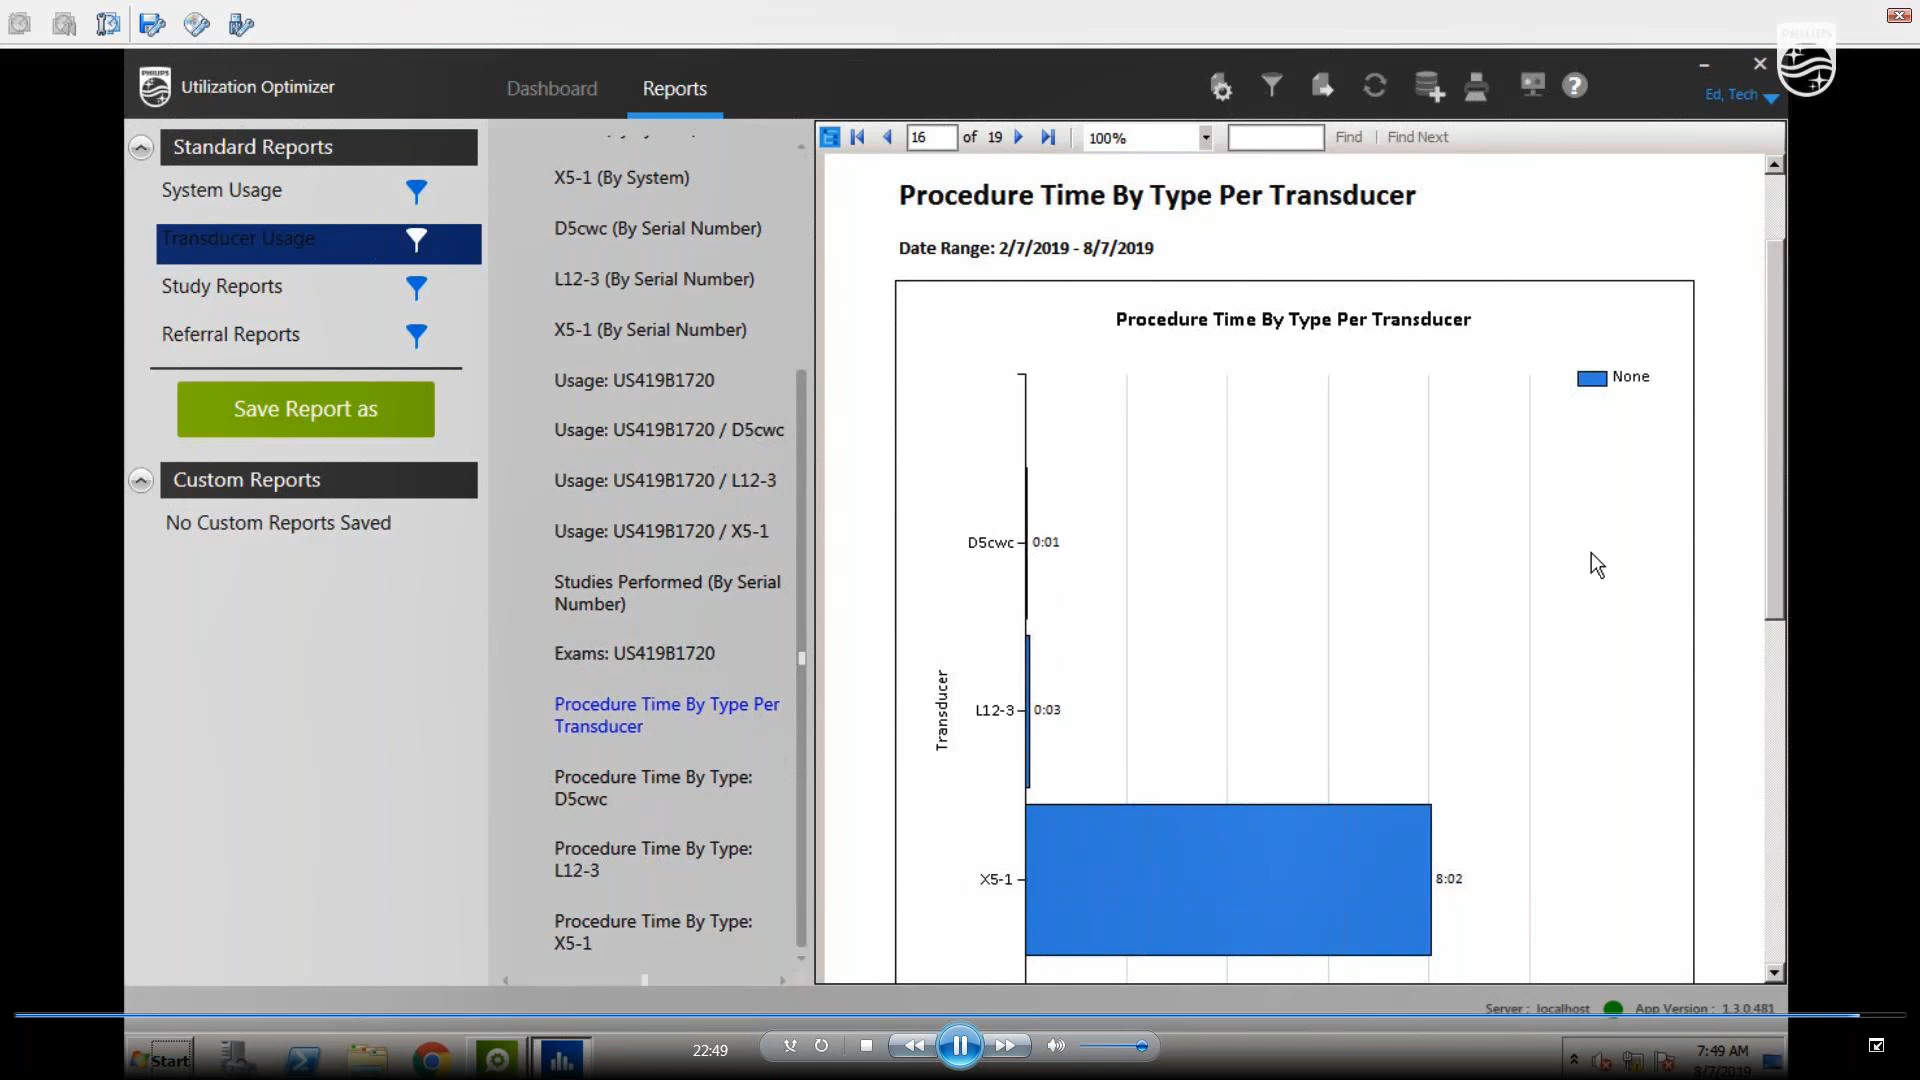 PHILIPS
Utilization Optimizer
Dashboard
Reports
PHILIPS
Ed, Tech
Standard Reports
System Usage
Transducer Usage
Study Reports
Referral Reports
Save Report as
Custom Reports
No Custom Reports Saved
X5-1 (By System)
D5cwc (By Serial Number)
L12-3 (By Serial Number)
X5-1 (By Serial Number)
Usage: US419B1720
Usage: US419B1720 / D5cwc
Usage: US419B1720 / L12-3
Usage: US419B1720 / X5-1
Studies Performed (By Serial
Number)
Exams: US419B1720
Procedure Time By Type Per
Transducer
Procedure Time By Type:
D5cwc
Procedure Time By Type:
L12-3
Procedure Time By Type:
X5-1
16 of 19 100% Find | Find Next
Procedure Time By Type Per Transducer
Date Range: 2/7/2019 - 8/7/2019
Procedure Time By Type Per Transducer
None
D5cwc 0:01
Transducer
L12-3 0:03
X5-1 8:02
Server : localhost App Version : 1.3.0.481
Start
22:49
7:49 AM
8/7/2019